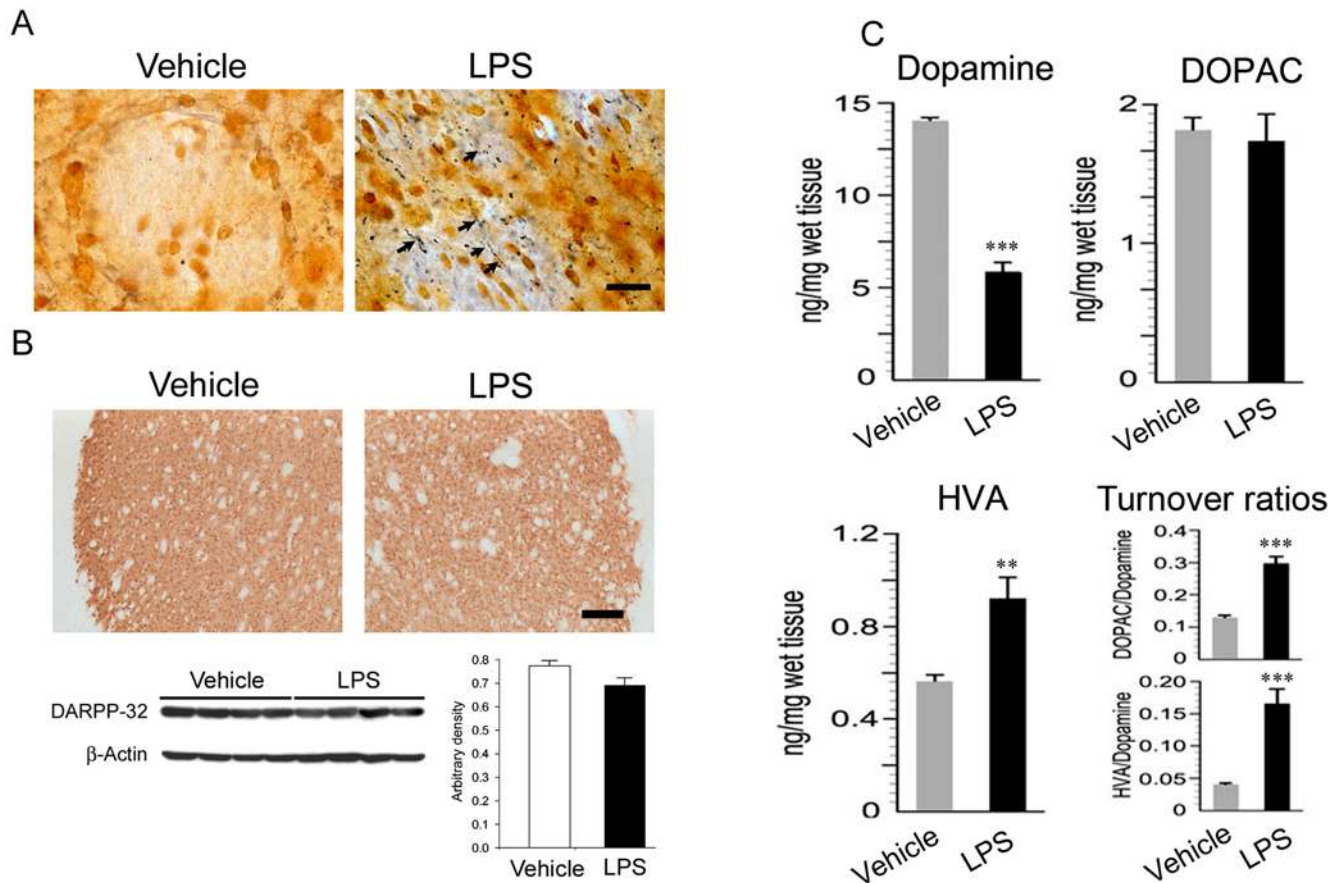 A
Vehicle LPS
B
Vehicle LPS
Vehicle LPS
DARPP-32
β-Actin
Arbitrary density
0.8
0.7
0.6
0.5
0.4
0.3
0.2
0.1
0.0
Vehicle LPS
C
Dopamine
ng/mg wet tissue
15
10
5
0
***
Vehicle LPS
DOPAC
ng/mg wet tissue
2
1
0
Vehicle LPS
HVA
ng/mg wet tissue
1.2
0.8
0.4
0
**
Vehicle LPS
Turnover ratios
DOPAC/Dopamine
0.4
0.3
0.2
0.1
0
***
HVA/Dopamine
0.20
0.15
0.10
0.05
0
***
Vehicle LPS